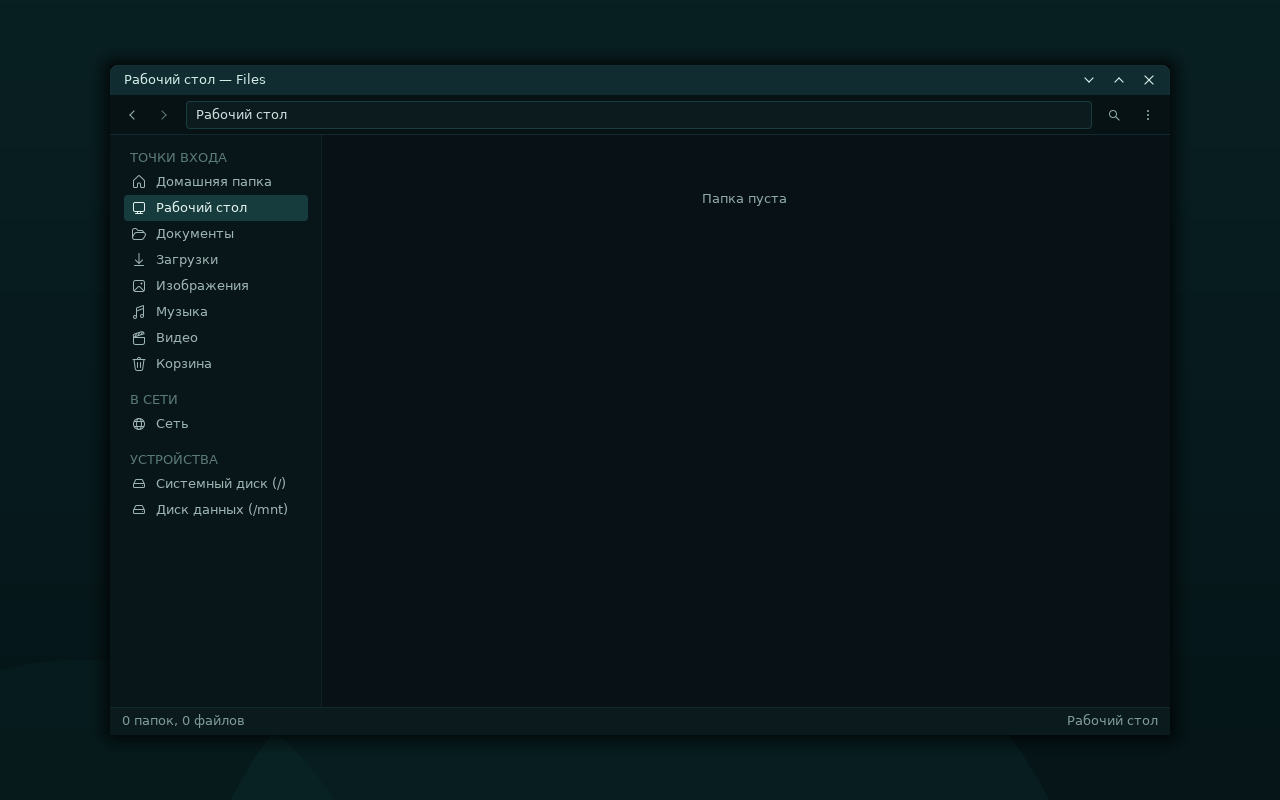 Рабочий стол — Files
Рабочий стол
ТОЧКИ ВХОДА
Домашняя папка
Рабочий стол
Документы
Загрузки
Изображения
Музыка
Видео
Корзина
В СЕТИ
Сеть
УСТРОЙСТВА
Системный диск (/)
Диск данных (/mnt)
Папка пуста
0 папок, 0 файлов
Рабочий стол